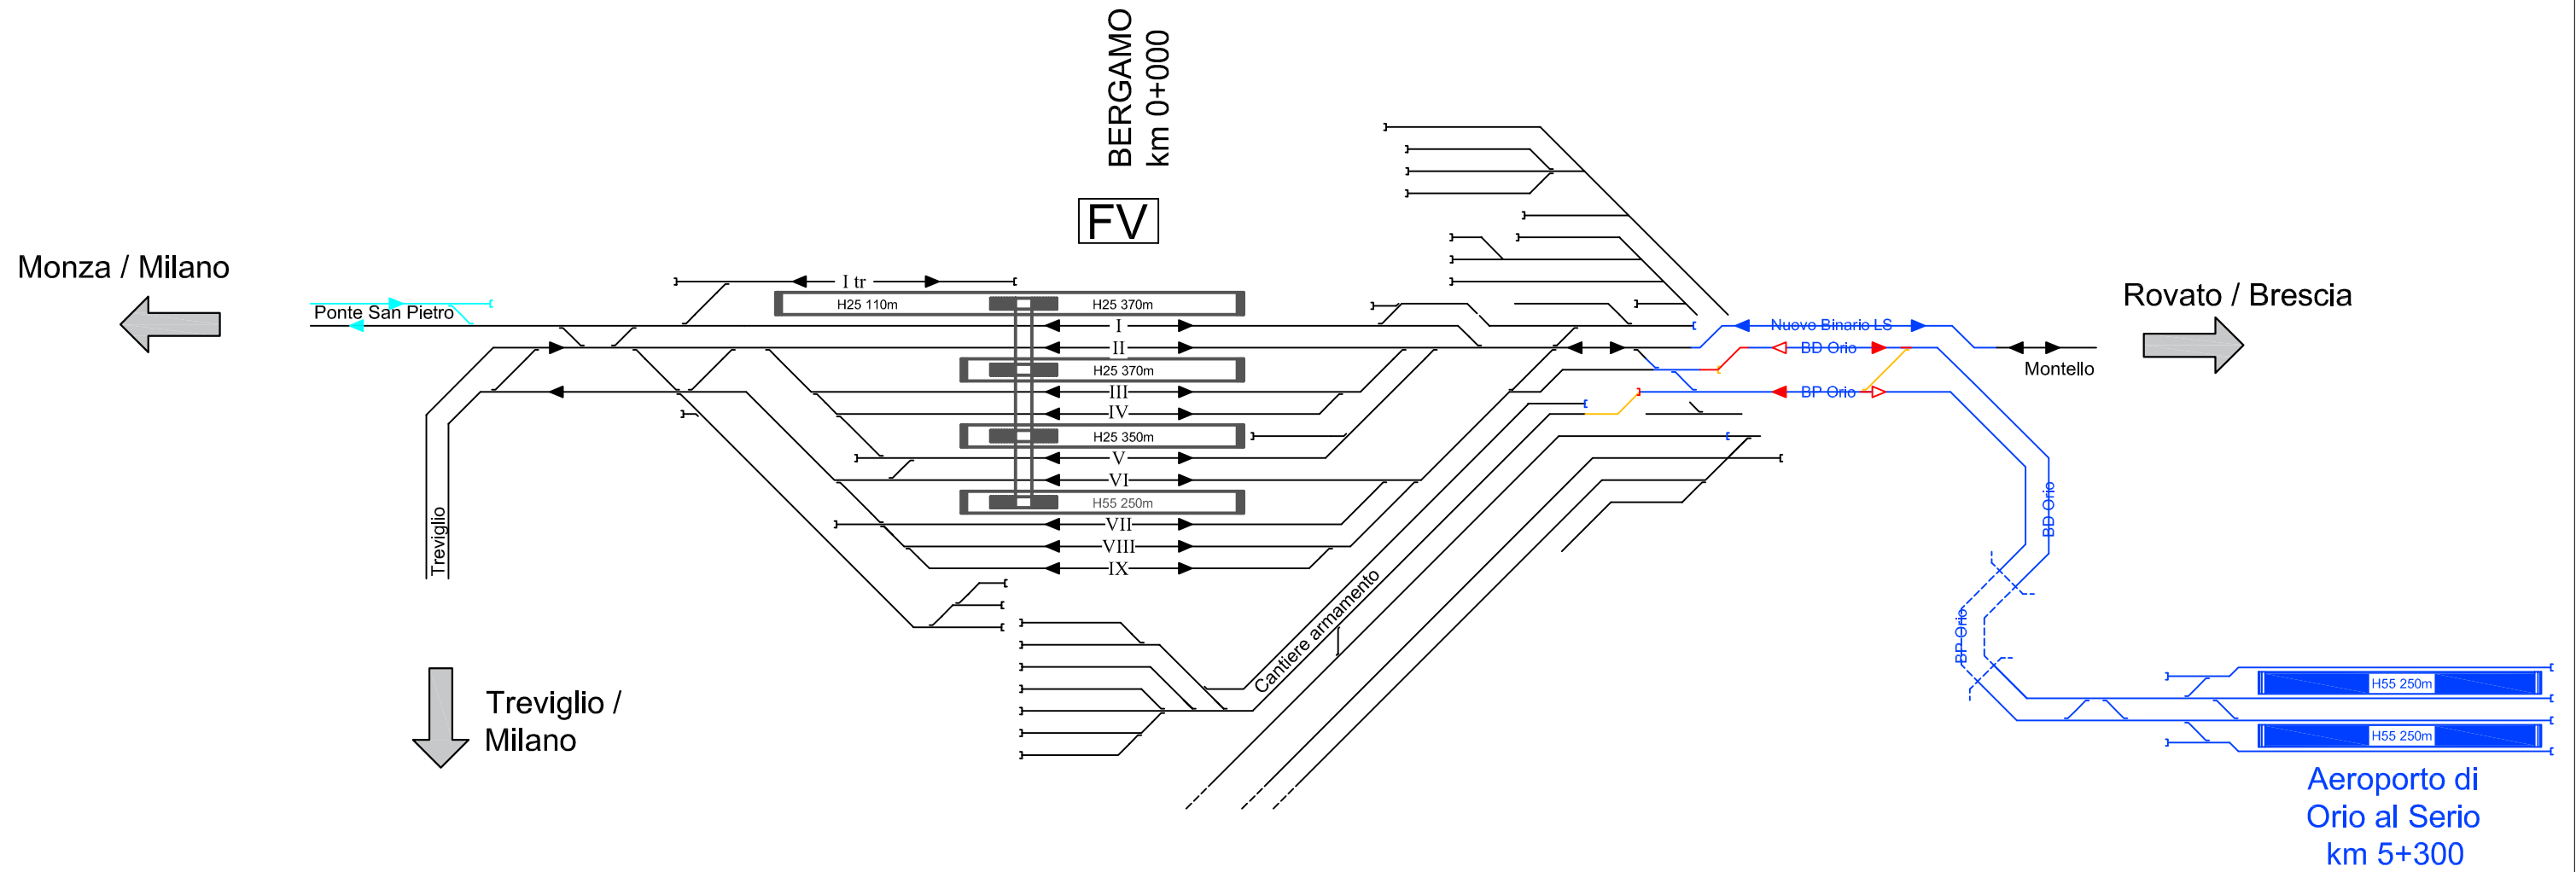 BERGAMO
km 0+000
FV
Monza / Milano
Ponte San Pietro
I tr
H25 110m
H25 370m
I
II
H25 370m
III
IV
H25 350m
V
VI
H55 250m
VII
VIII
IX
Treviglio
Treviglio /
Milano
Cantiere armamento
Nuovo Binario LS
BD Orio
BP Orio
Montello
Rovato / Brescia
BD Orio
BP Orio
H55 250m
H55 250m
Aeroporto di
Orio al Serio
km 5+300